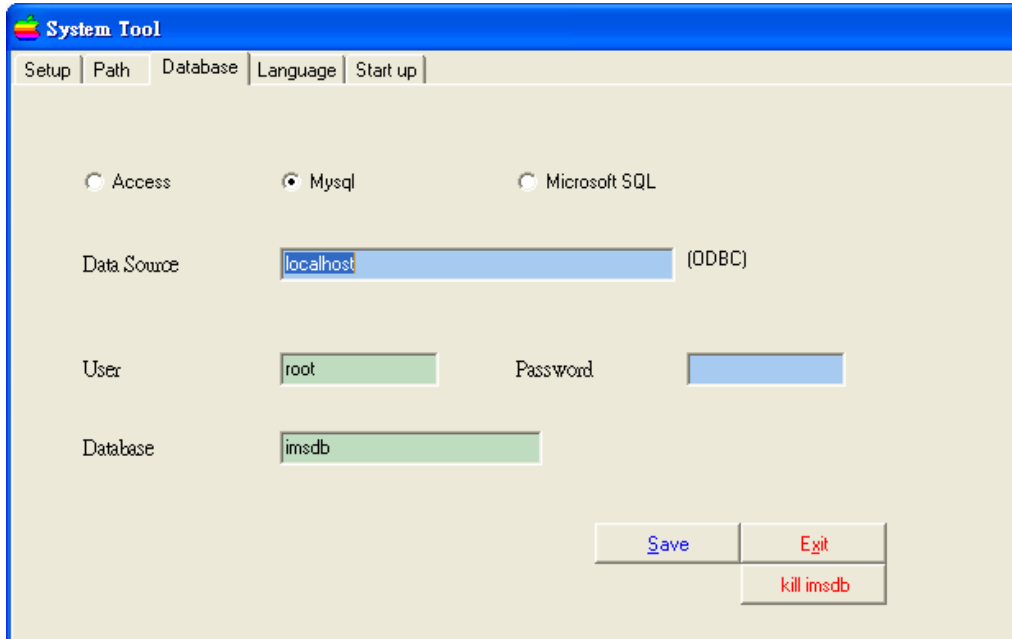 System Tool
Setup Path Database Language Start up
Access Mysql Microsoft SQL
Data Source localhost (ODBC)
User root Password
Database imsdb
Save Exit
kill imsdb